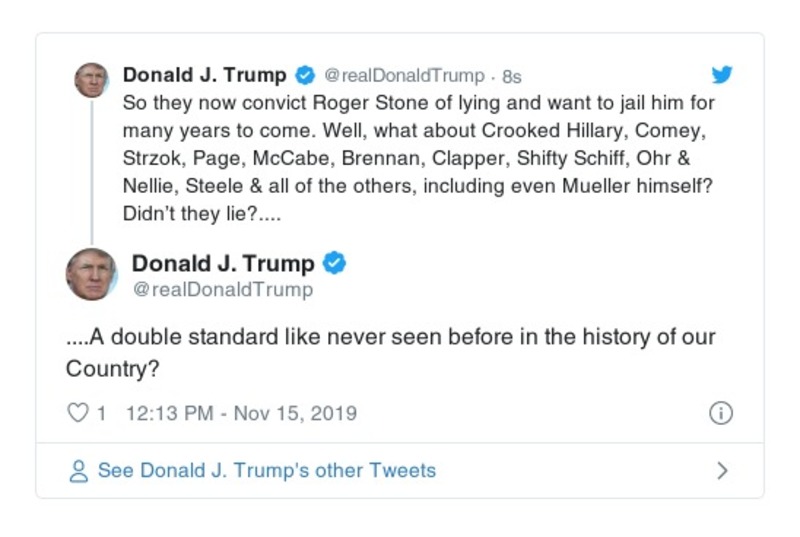 Donald J. Trump @realDonaldTrump · 8s
So they now convict Roger Stone of lying and want to jail him for
many years to come. Well, what about Crooked Hillary, Comey,
Strzok, Page, McCabe, Brennan, Clapper, Shifty Schiff, Ohr &
Nellie, Steele & all of the others, including even Mueller himself?
Didn’t they lie?....
Donald J. Trump
@realDonaldTrump
....A double standard like never seen before in the history of our
Country?
1 12:13 PM - Nov 15, 2019
See Donald J. Trump's other Tweets